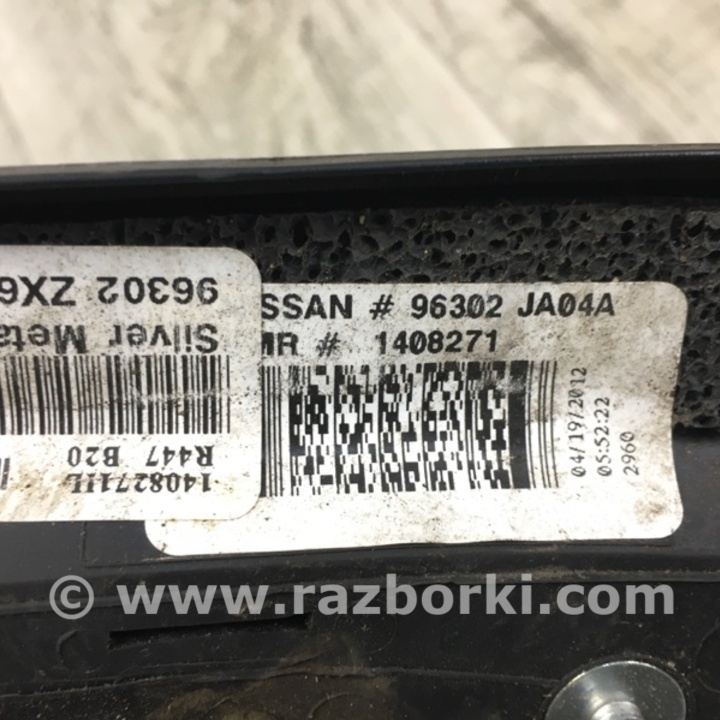 SSAN # 96302 JA04A
MR # 1408271
04/19/2012
05:52:22
2960
96302 ZX6
Silver Meta
R447 B20
1408271IL
© www.razborki.com